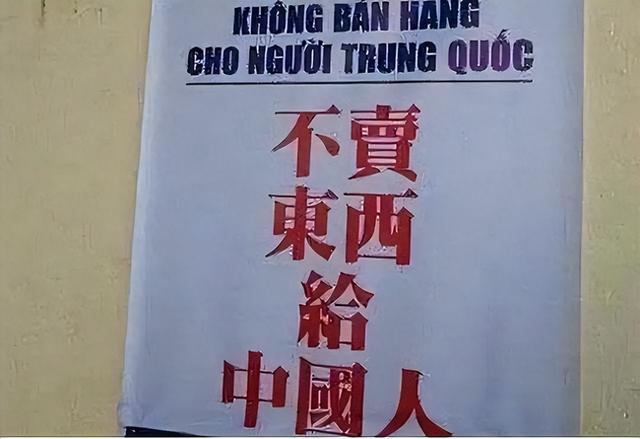 KHÔNG BÁN HÀNG
CHO NGƯỜI TRUNG QUỐC
不賣
東西
給
中國人